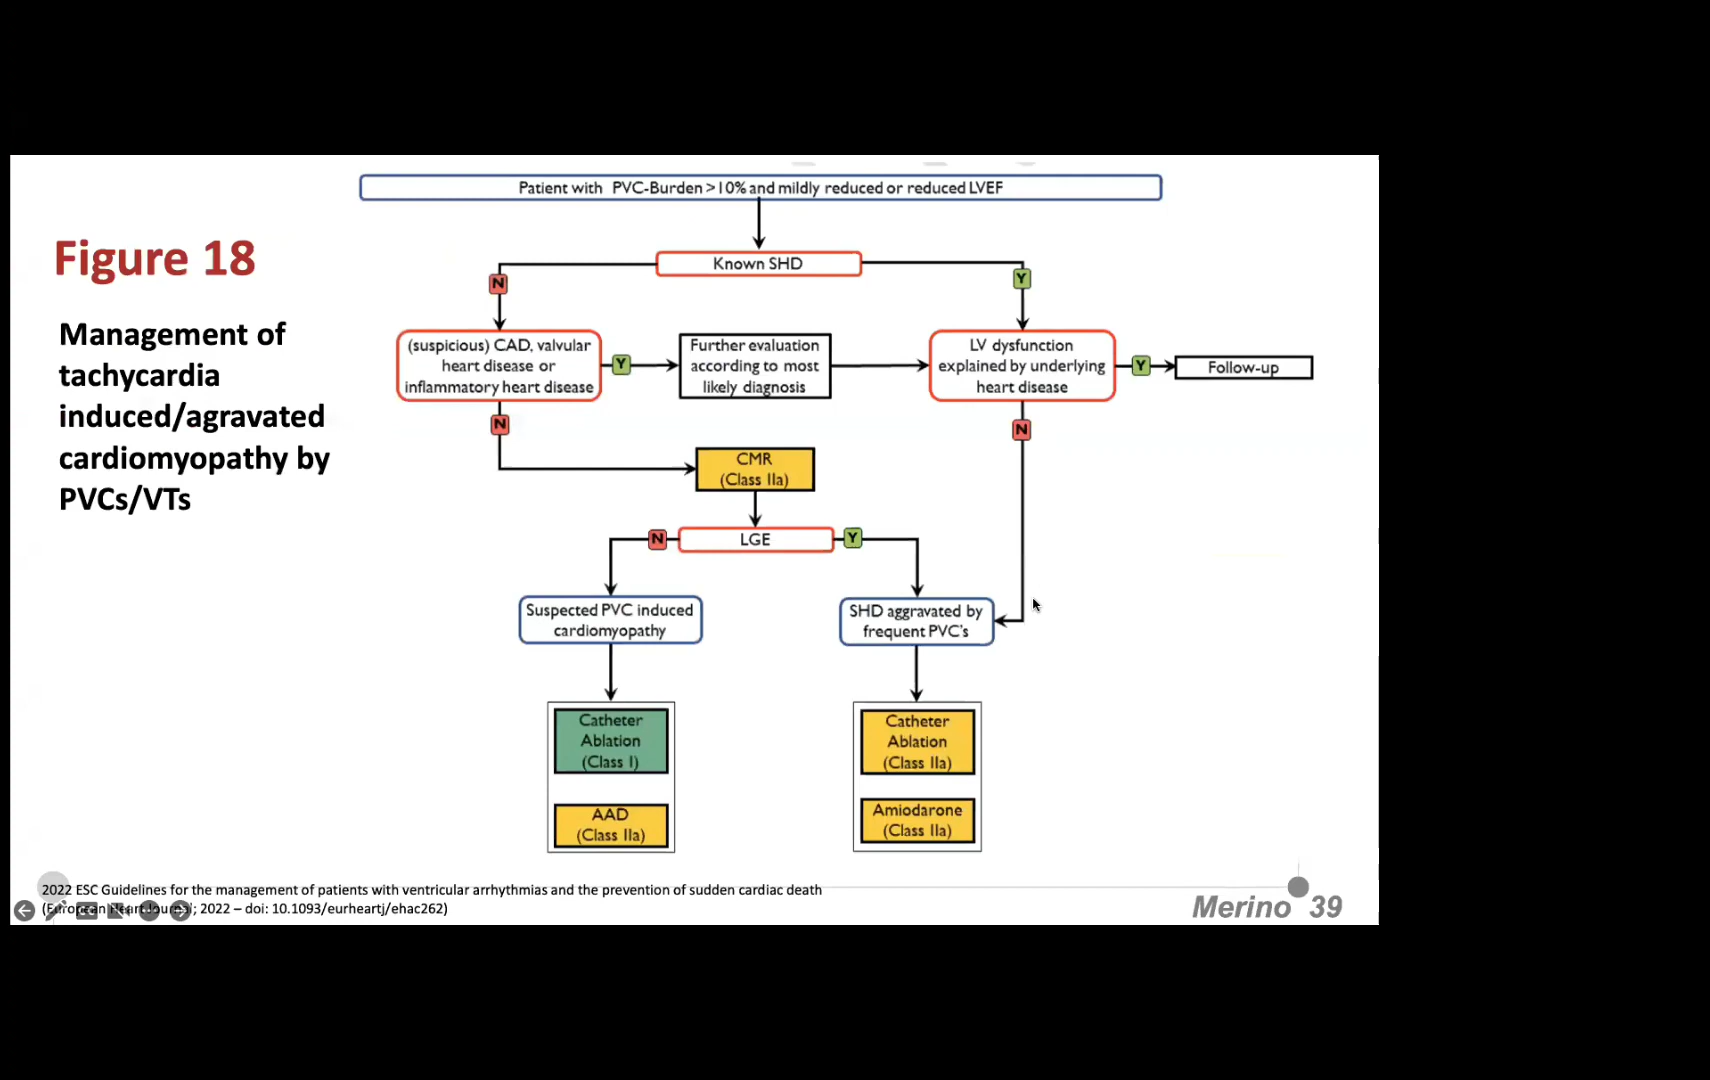 Patient with PVC-Burden >10% and mildly reduced or reduced LVEF
Figure 18
Management of
tachycardia
induced/agravated
cardiomyopathy by
PVCs/VTs
Known SHD
N
Y
(suspicious) CAD, valvular
heart disease or
inflammatory heart disease
Y
Further evaluation
according to most
likely diagnosis
LV dysfunction
explained by underlying
heart disease
Y
Follow-up
N
N
CMR
(Class IIa)
N
LGE
Y
Suspected PVC induced
cardiomyopathy
SHD aggravated by
frequent PVC's
Catheter
Ablation
(Class I)
AAD
(Class IIa)
Catheter
Ablation
(Class IIa)
Amiodarone
(Class IIa)
2022 ESC Guidelines for the management of patients with ventricular arrhythmias and the prevention of sudden cardiac death
(European Heart Journal; 2022 – doi: 10.1093/eurheartj/ehac262)
Merino 39